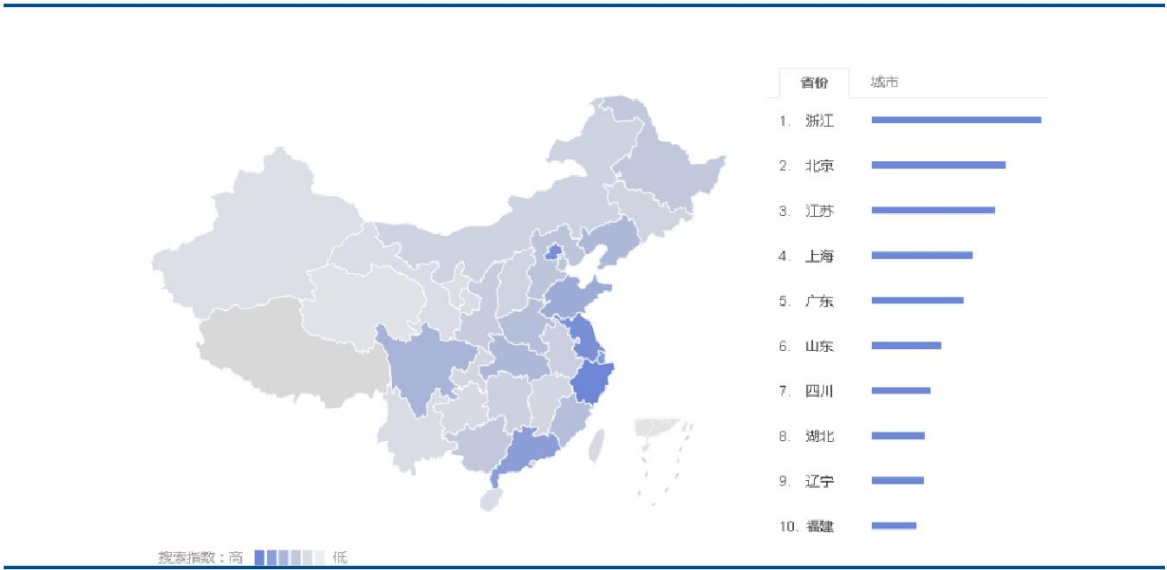 省份 城市
1. 浙江
2. 北京
3. 江苏
4. 上海
5. 广东
6. 山东
7. 四川
8. 湖北
9. 辽宁
10. 福建
搜索指数：高 低